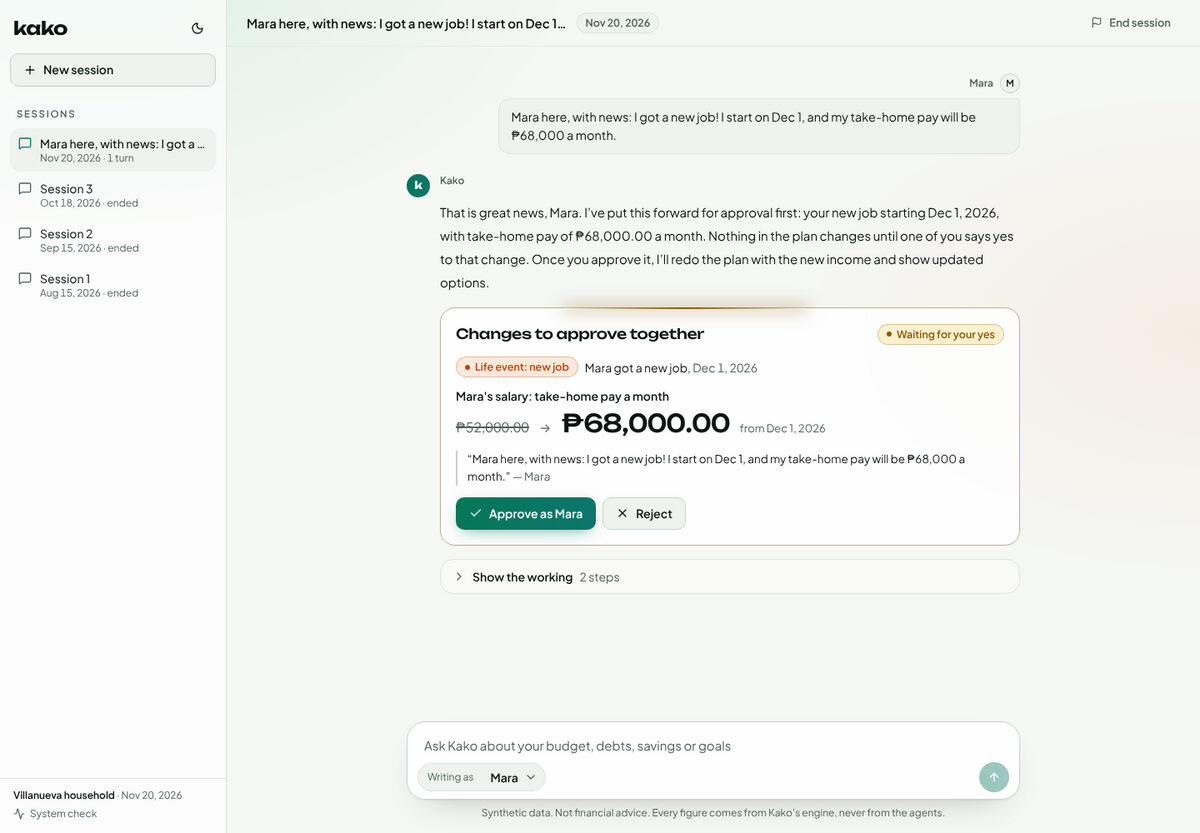 kako
New session
SESSIONS
Mara here, with news: I got a ...
Nov 20, 2026 · 1 turn
Session 3
Oct 18, 2026 · ended
Session 2
Sep 15, 2026 · ended
Session 1
Aug 15, 2026 · ended
Villanueva household · Nov 20, 2026
System check
Mara here, with news: I got a new job! I start on Dec 1...
Nov 20, 2026
End session
Mara M
Mara here, with news: I got a new job! I start on Dec 1, and my take-home pay will be
₱68,000 a month.
k Kako
That is great news, Mara. I've put this forward for approval first: your new job starting Dec 1, 2026,
with take-home pay of ₱68,000.00 a month. Nothing in the plan changes until one of you says yes
to that change. Once you approve it, I'll redo the plan with the new income and show updated
options.
Changes to approve together
Waiting for your yes
Life event: new job Mara got a new job, Dec 1, 2026
Mara's salary: take-home pay a month
₱52,000.00 → ₱68,000.00 from Dec 1, 2026
“Mara here, with news: I got a new job! I start on Dec 1, and my take-home pay will be ₱68,000 a
month.” — Mara
Approve as Mara
Reject
Show the working 2 steps
Ask Kako about your budget, debts, savings or goals
Writing as Mara
Synthetic data. Not financial advice. Every figure comes from Kako's engine, never from the agents.